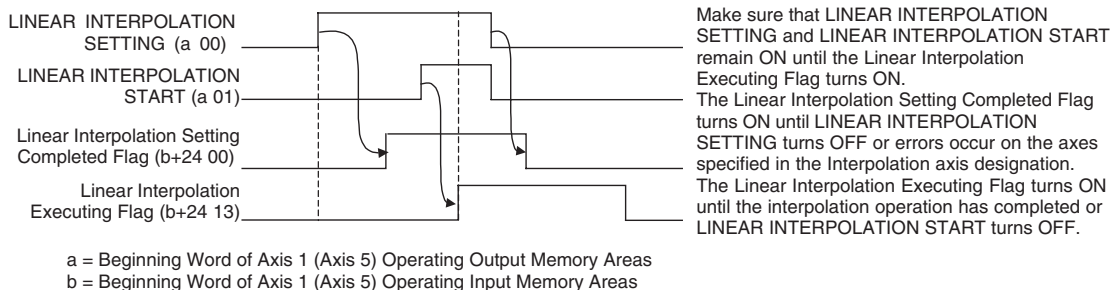 LINEAR INTERPOLATION
SETTING (a 00)
LINEAR INTERPOLATION
START (a 01)
Linear Interpolation Setting
Completed Flag (b+24 00)
Linear Interpolation
Executing Flag (b+24 13)
Make sure that LINEAR INTERPOLATION
SETTING and LINEAR INTERPOLATION START
remain ON until the Linear Interpolation
Executing Flag turns ON.
The Linear Interpolation Setting Completed Flag
turns ON until LINEAR INTERPOLATION
SETTING turns OFF or errors occur on the axes
specified in the Interpolation axis designation.
The Linear Interpolation Executing Flag turns ON
until the interpolation operation has completed or
LINEAR INTERPOLATION START turns OFF.
a = Beginning Word of Axis 1 (Axis 5) Operating Output Memory Areas
b = Beginning Word of Axis 1 (Axis 5) Operating Input Memory Areas